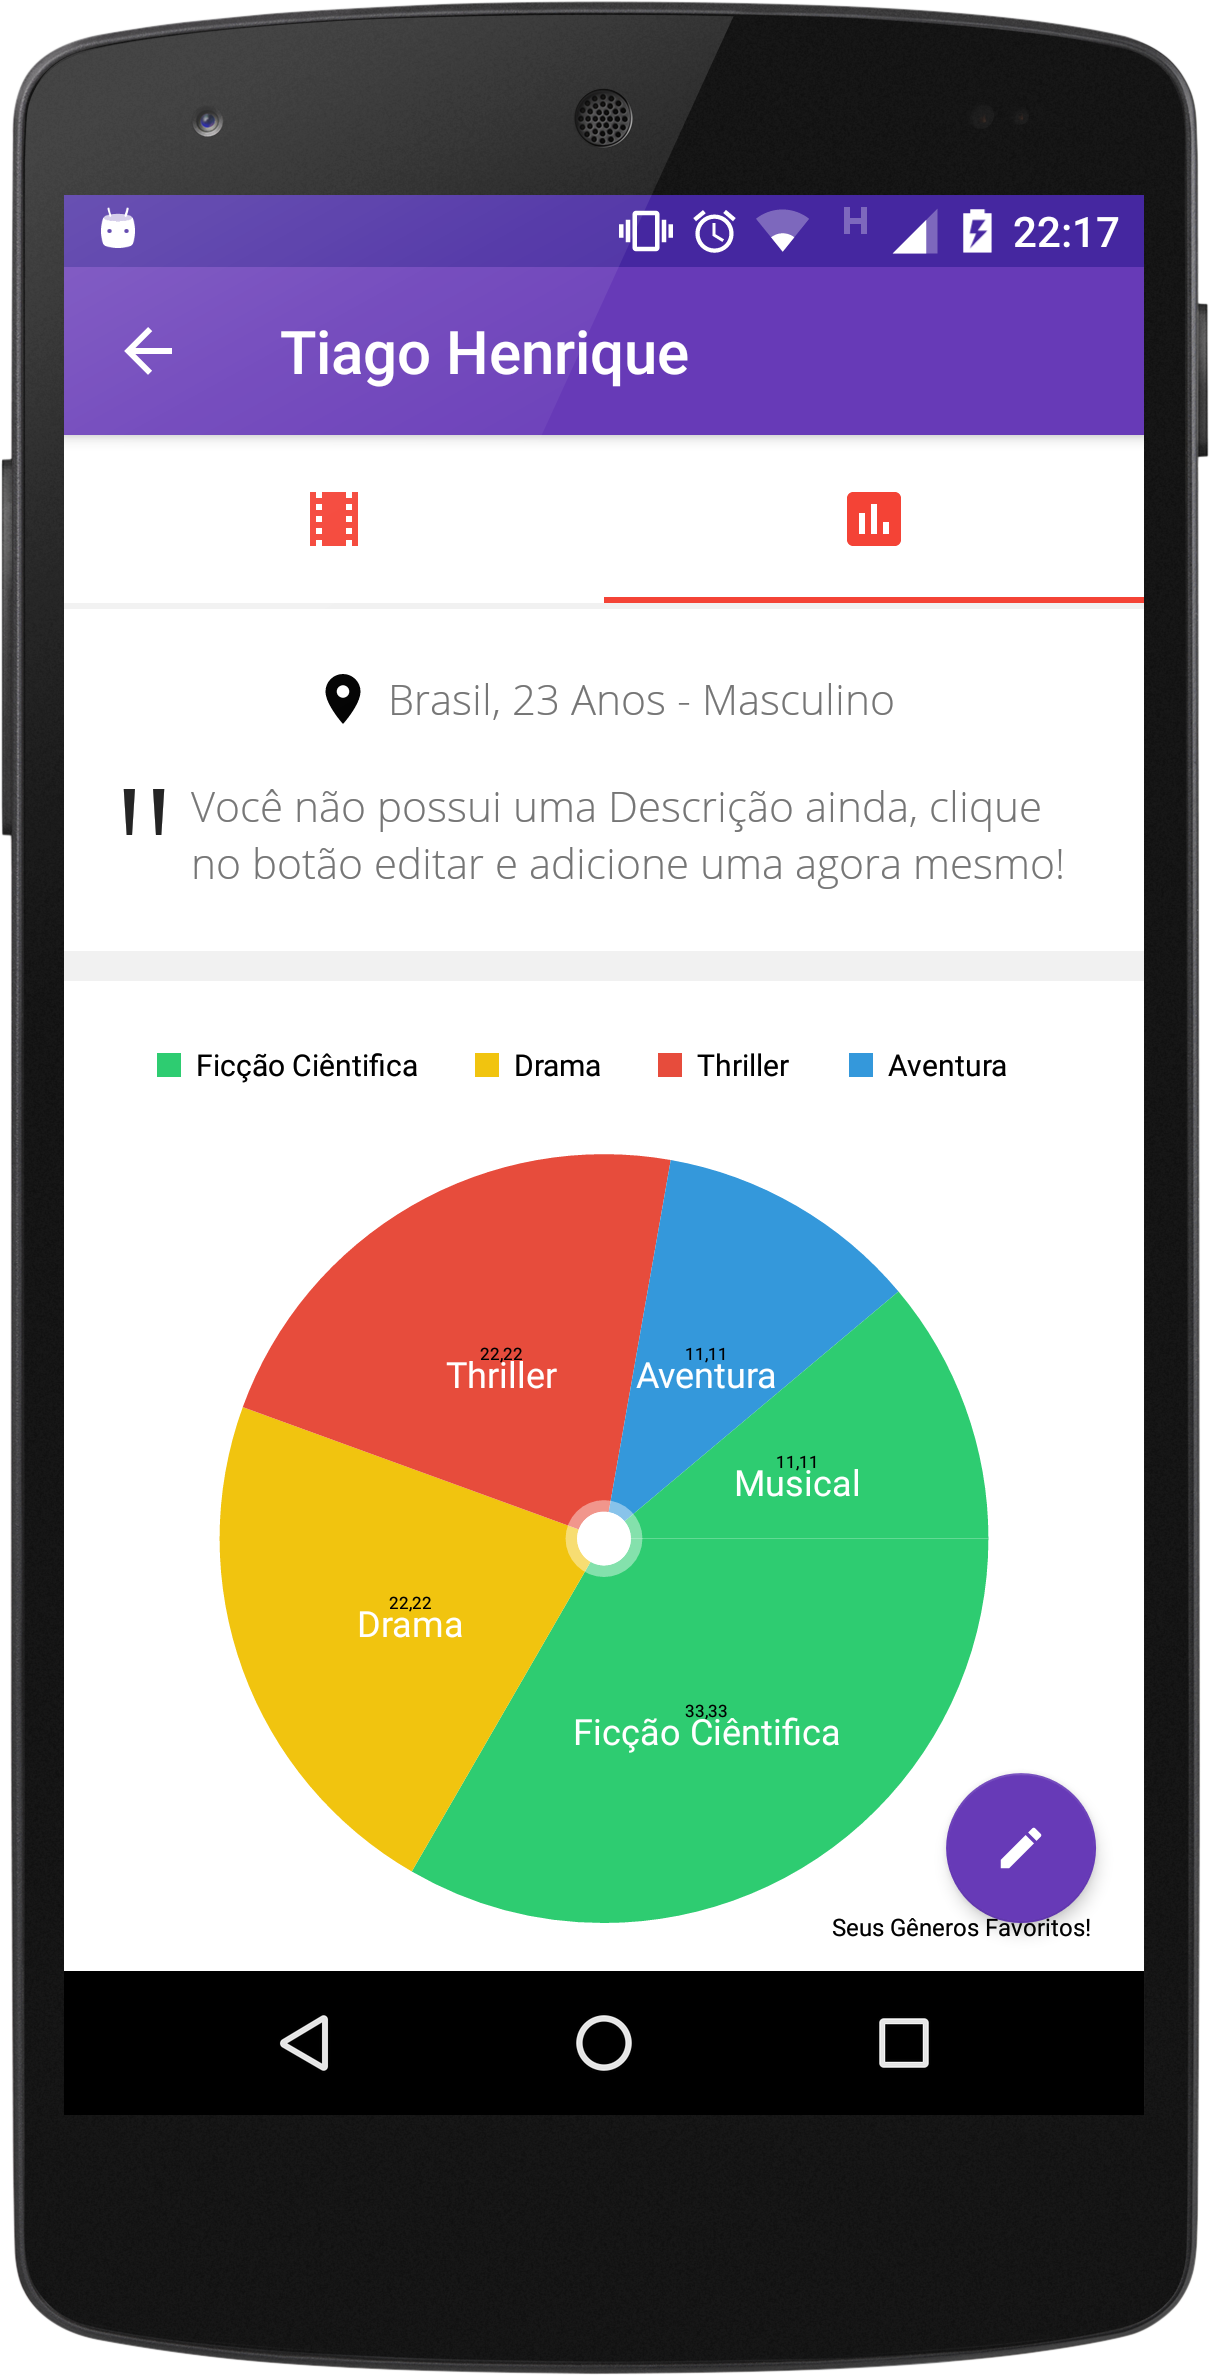 H 22:17
Tiago Henrique
Brasil, 23 Anos - Masculino
" Você não possui uma Descrição ainda, clique
no botão editar e adicione uma agora mesmo!
Ficção Ciêntifica Drama Thriller Aventura
22,22 11,11
Thriller Aventura
11,11
Musical
22,22
Drama
33,33
Ficção Ciêntifica
Seus Gêneros Favoritos!